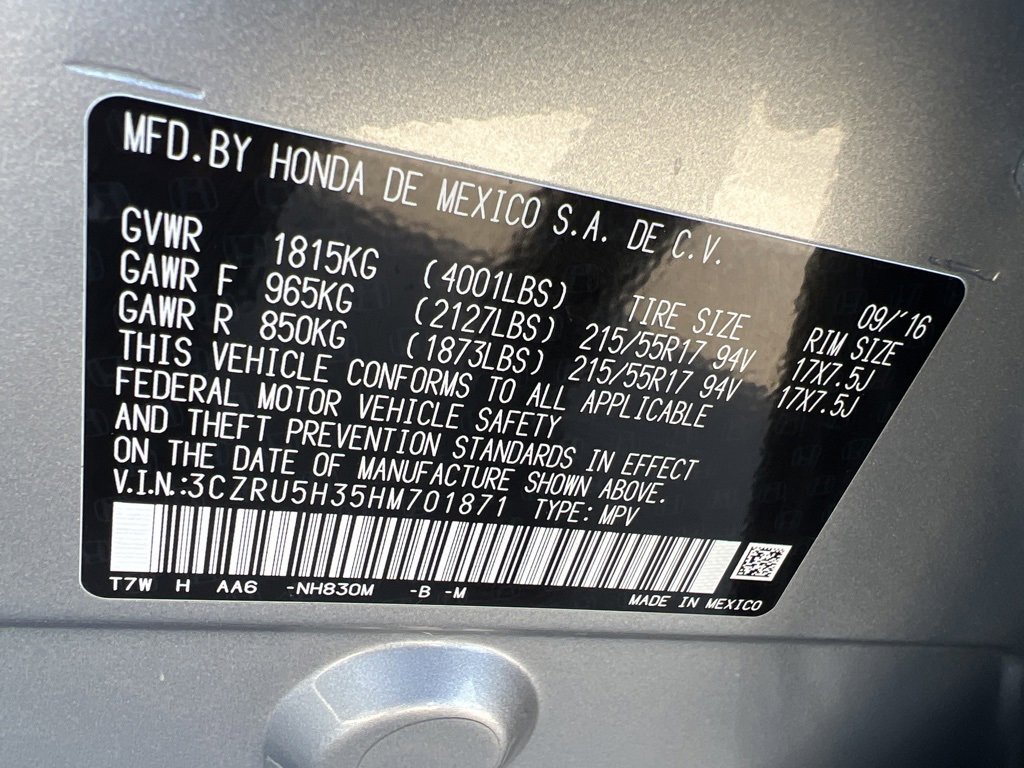 MFD.BY HONDA DE MEXICO S.A. DE C.V.
09/'16
GVWR 1815KG (4001LBS) TIRE SIZE RIM SIZE
GAWR F 965KG (2127LBS) 215/55R17 94V 17X7.5J
GAWR R 850KG (1873LBS) 215/55R17 94V 17X7.5J
THIS VEHICLE CONFORMS TO ALL APPLICABLE
FEDERAL MOTOR VEHICLE SAFETY
AND THEFT PREVENTION STANDARDS IN EFFECT
ON THE DATE OF MANUFACTURE SHOWN ABOVE.
V.I.N.:3CZRU5H35HM701871 TYPE: MPV
T7W H AA6 -NH830M -B -M MADE IN MEXICO